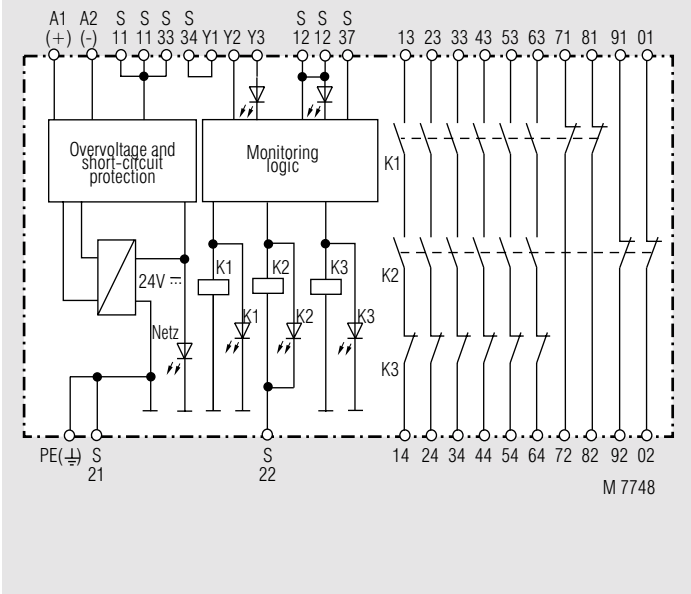 A1 A2 S S S S S S S
(+) (-) 11 11 33 34 Y1 Y2 Y3 12 12 37 13 23 33 43 53 63 71 81 91 01
Overvoltage and
short-circuit
protection
Monitoring
logic
K1
K1 K2 K3
K2
24V
Netz K1 K2 K3
K3
PE( ) S S 14 24 34 44 54 64 72 82 92 02
21 22
M 7748